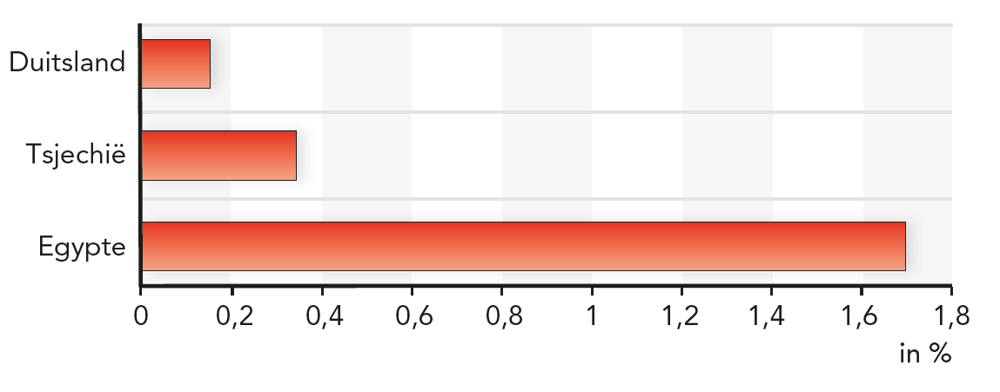 Duitsland
Tsjechië
Egypte
0 0,2 0,4 0,6 0,8 1 1,2 1,4 1,6 1,8
in %